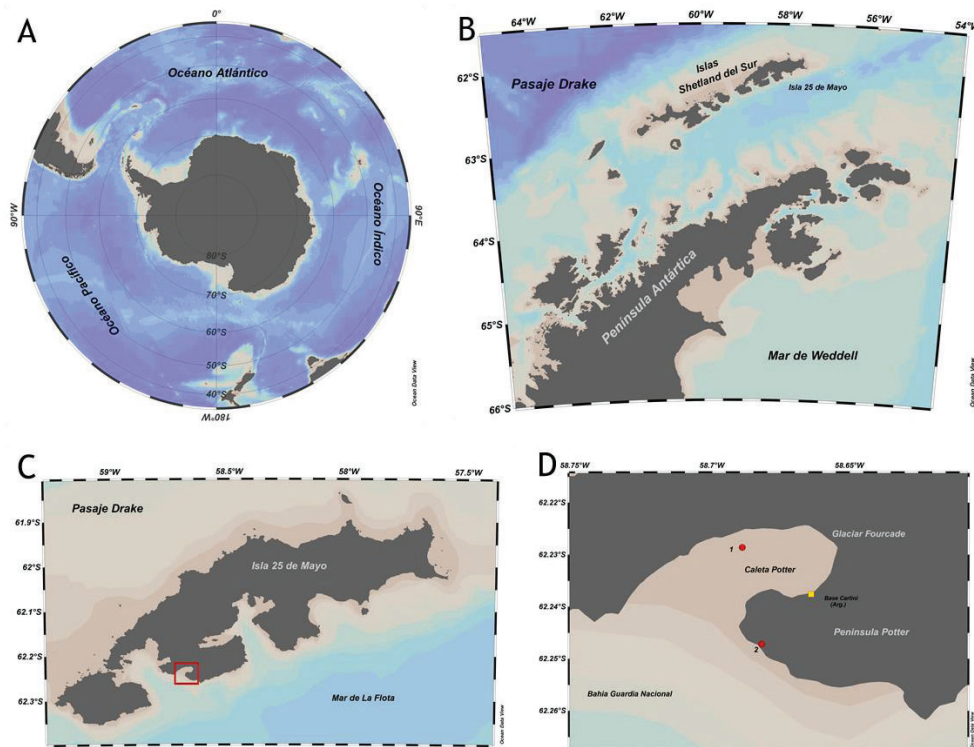 A
0°
Océano Atlántico
90°W
90°E
Océano Índico
Océano Pacífico
80°S
70°S
60°S
50°S
40°S
180°W
Ocean Data View
B
64°W
62°W
60°W
58°W
56°W
54°W
62°S
63°S
64°S
65°S
66°S
Pasaje Drake
Islas
Shetland del Sur
Isla 25 de Mayo
Península Antártica
Mar de Weddell
Ocean Data View
C
59°W
58.5°W
58°W
57.5°W
61.9°S
62°S
62.1°S
62.2°S
62.3°S
Pasaje Drake
Isla 25 de Mayo
Mar de La Flota
Ocean Data View
D
58.75W
58.7°W
58.65°W
62.22°S
62.23°S
62.24°S
62.25°S
62.26°S
Glaciar Fourcade
1
Caleta Potter
Base Carlini
(Arg.)
Península Potter
2
Bahía Guardia Nacional
Ocean Data View